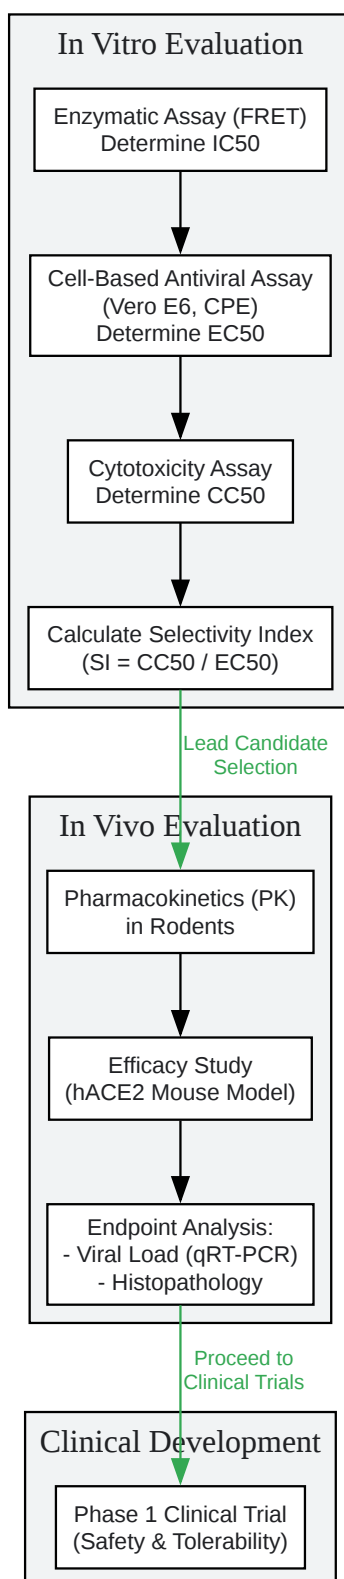 In Vitro Evaluation
Enzymatic Assay (FRET)
Determine IC50
Cell-Based Antiviral Assay
(Vero E6, CPE)
Determine EC50
Cytotoxicity Assay
Determine CC50
Calculate Selectivity Index
(SI = CC50 / EC50)
Lead Candidate
Selection
In Vivo Evaluation
Pharmacokinetics (PK)
in Rodents
Efficacy Study
(hACE2 Mouse Model)
Endpoint Analysis:
- Viral Load (qRT-PCR)
- Histopathology
Proceed to
Clinical Trials
Clinical Development
Phase 1 Clinical Trial
(Safety & Tolerability)